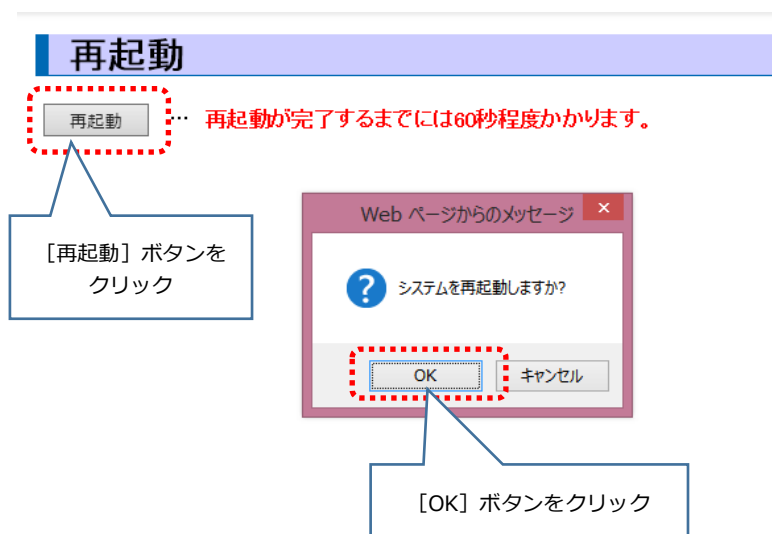 再起動
再起動 … 再起動が完了するまでには60秒程度かかります。
［再起動］ボタンを
クリック
Web ページからのメッセージ ×
? システムを再起動しますか?
OK キャンセル
［OK］ボタンをクリック